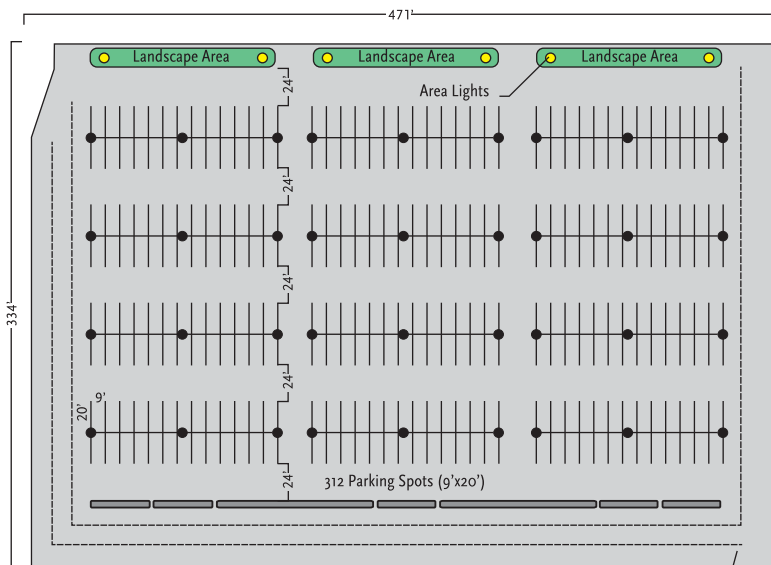 471'
Landscape Area
Landscape Area
Landscape Area
24'
Area Lights
24'
24'
334'
24'
9'
20'
24'
312 Parking Spots (9'x20')